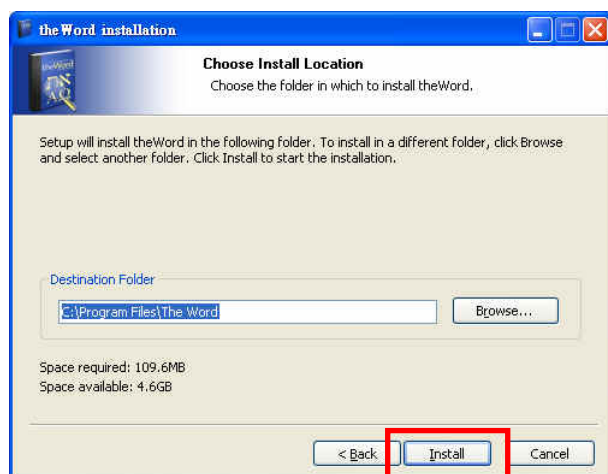 theWord installation
Choose Install Location
Choose the folder in which to install theWord.
theWord
Setup will install theWord in the following folder. To install in a different folder, click Browse
and select another folder. Click Install to start the installation.
Destination Folder
C:\Program Files\The Word
Browse...
Space required: 109.6MB
Space available: 4.6GB
< Back
Install
Cancel